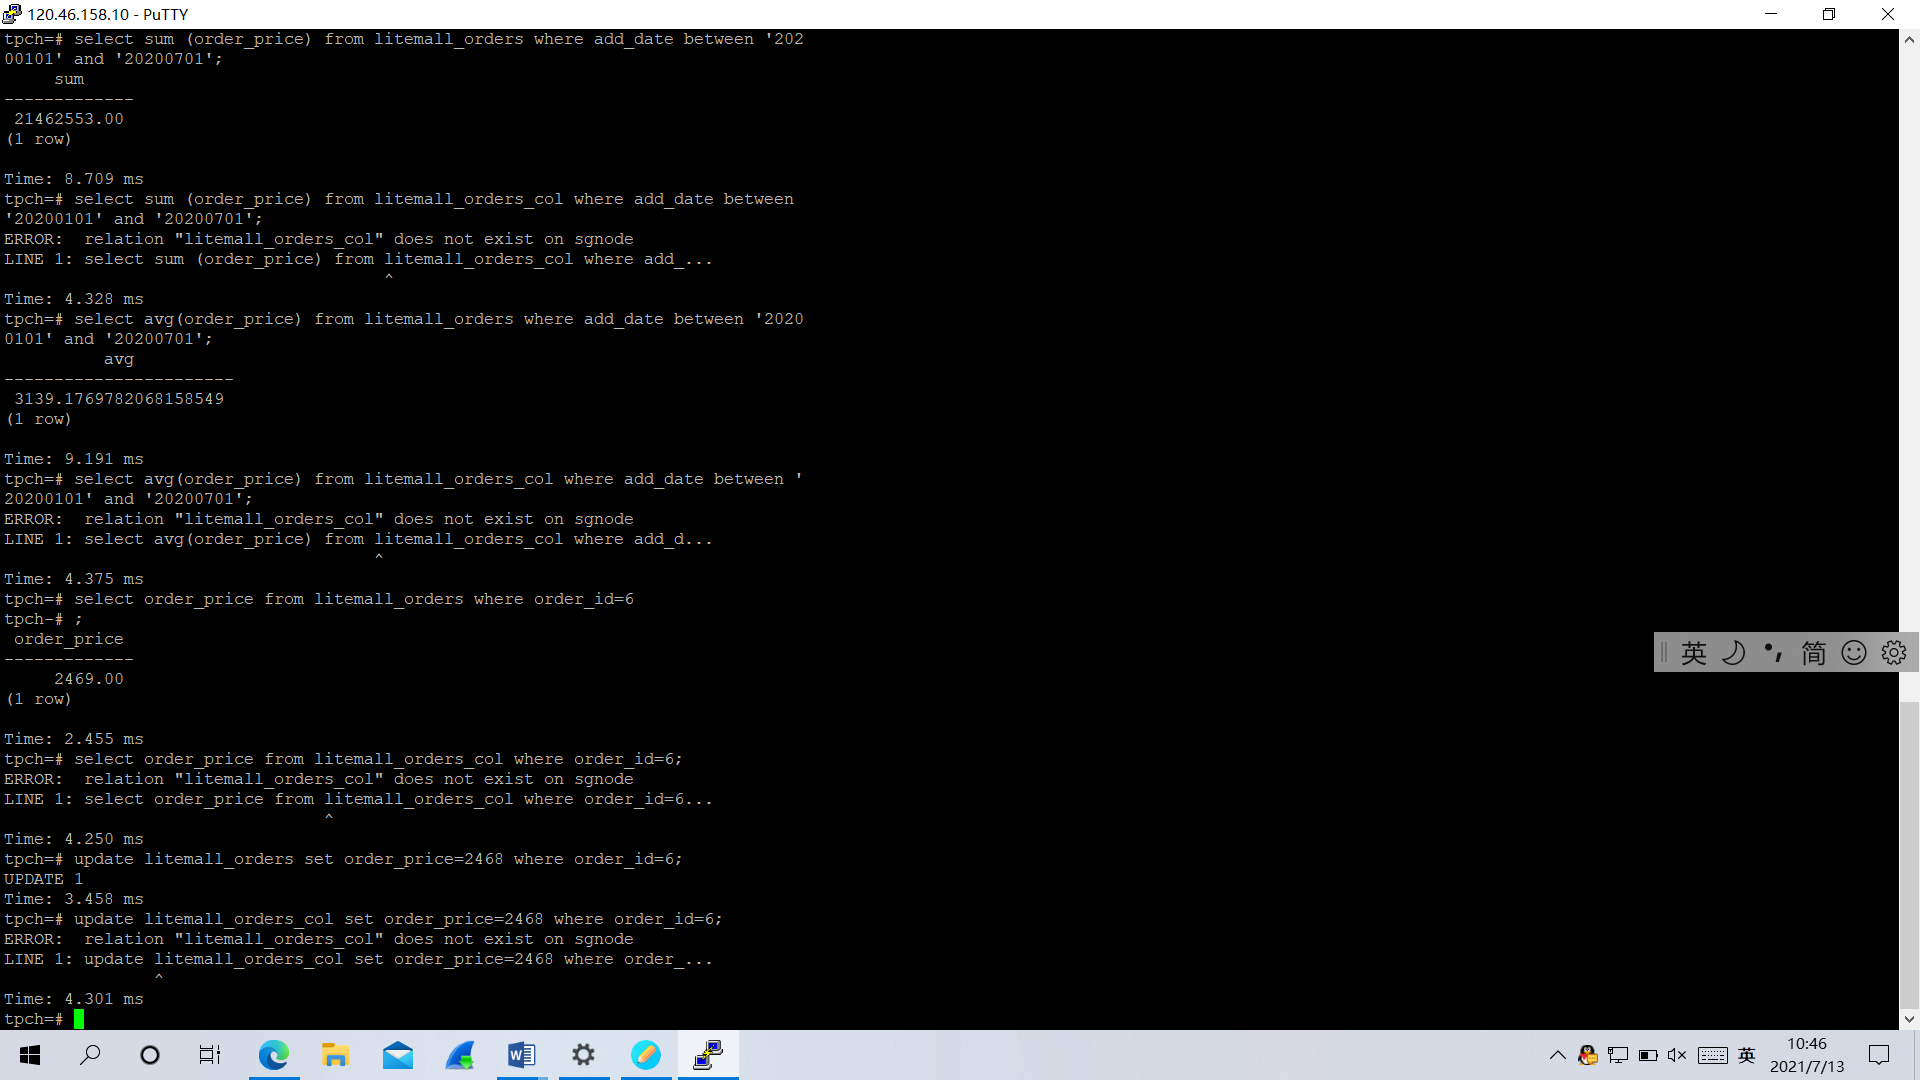 120.46.158.10 - PuTTY
tpch=# select sum (order_price) from litemall_orders where add_date between '202
00101' and '20200701';
     sum
-------------
 21462553.00
(1 row)
Time: 8.709 ms
tpch=# select sum (order_price) from litemall_orders_col where add_date between
'20200101' and '20200701';
ERROR:  relation "litemall_orders_col" does not exist on sgnode
LINE 1: select sum (order_price) from litemall_orders_col where add_...
                                      ^
Time: 4.328 ms
tpch=# select avg(order_price) from litemall_orders where add_date between '2020
0101' and '20200701';
          avg
-----------------------
 3139.1769782068158549
(1 row)
Time: 9.191 ms
tpch=# select avg(order_price) from litemall_orders_col where add_date between '
20200101' and '20200701';
ERROR:  relation "litemall_orders_col" does not exist on sgnode
LINE 1: select avg(order_price) from litemall_orders_col where add_d...
                                     ^
Time: 4.375 ms
tpch=# select order_price from litemall_orders where order_id=6
tpch-# ;
 order_price
-------------
     2469.00
(1 row)
Time: 2.455 ms
tpch=# select order_price from litemall_orders_col where order_id=6;
ERROR:  relation "litemall_orders_col" does not exist on sgnode
LINE 1: select order_price from litemall_orders_col where order_id=6...
                                ^
Time: 4.250 ms
tpch=# update litemall_orders set order_price=2468 where order_id=6;
UPDATE 1
Time: 3.458 ms
tpch=# update litemall_orders_col set order_price=2468 where order_id=6;
ERROR:  relation "litemall_orders_col" does not exist on sgnode
LINE 1: update litemall_orders_col set order_price=2468 where order_...
               ^
Time: 4.301 ms
tpch=#
英 简
英
10:46
2021/7/13